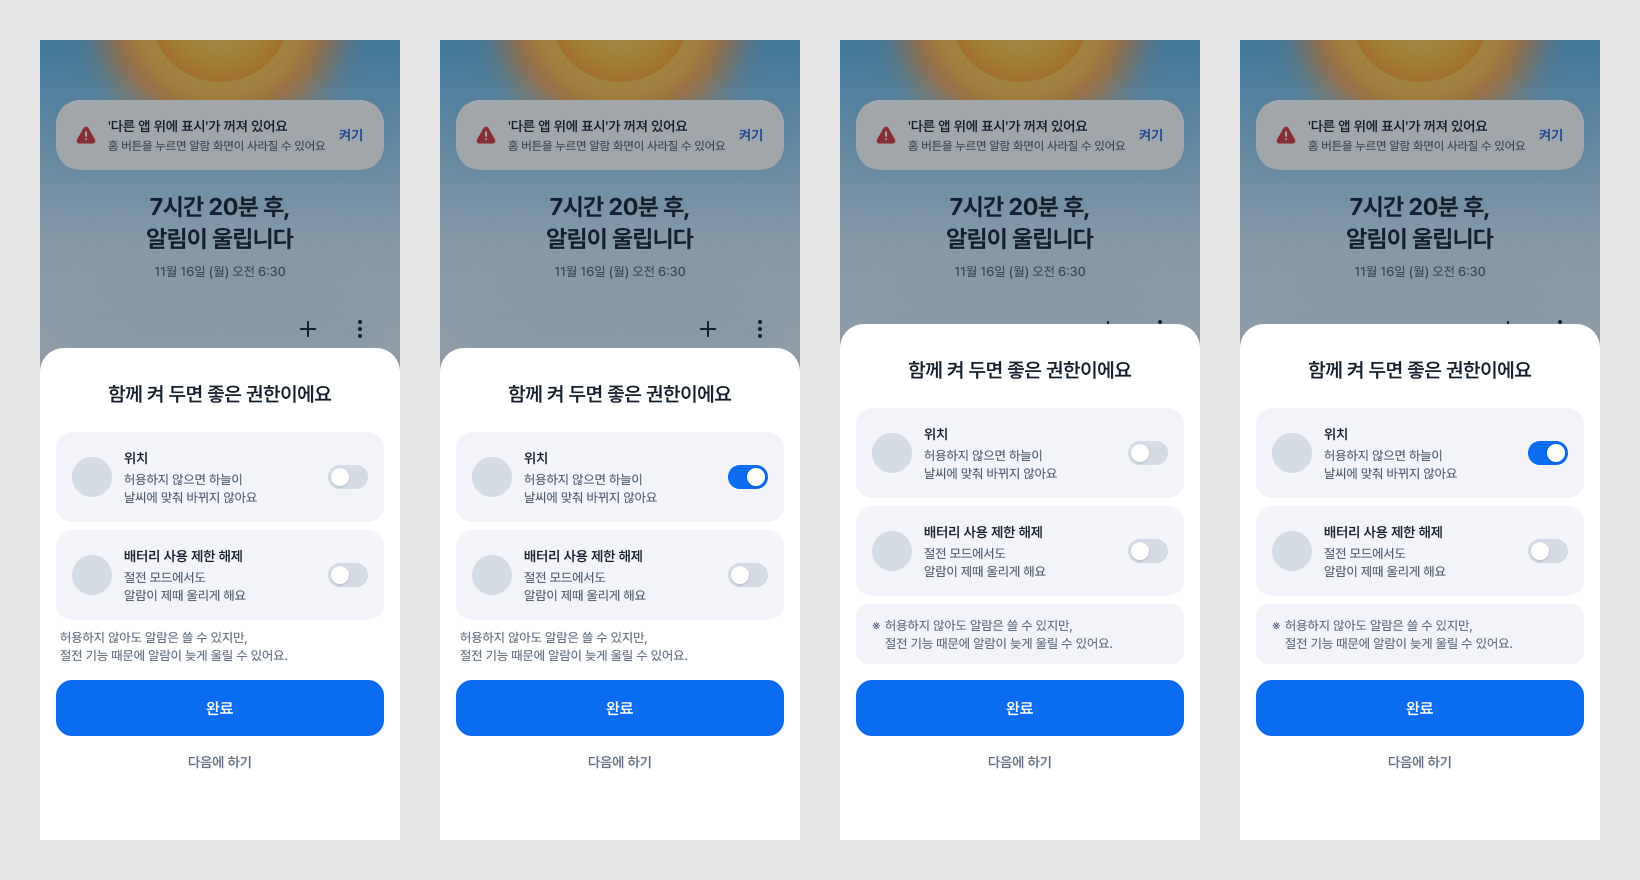 '다른 앱 위에 표시'가 꺼져 있어요
홈 버튼을 누르면 알람 화면이 사라질 수 있어요
켜기
7시간 20분 후,
알림이 울립니다
11월 16일 (월) 오전 6:30
함께 켜 두면 좋은 권한이에요
위치
허용하지 않으면 하늘이
날씨에 맞춰 바뀌지 않아요
배터리 사용 제한 해제
절전 모드에서도
알람이 제때 울리게 해요
허용하지 않아도 알람은 쓸 수 있지만,
절전 기능 때문에 알람이 늦게 울릴 수 있어요.
완료
다음에 하기
'다른 앱 위에 표시'가 꺼져 있어요
홈 버튼을 누르면 알람 화면이 사라질 수 있어요
켜기
7시간 20분 후,
알림이 울립니다
11월 16일 (월) 오전 6:30
함께 켜 두면 좋은 권한이에요
위치
허용하지 않으면 하늘이
날씨에 맞춰 바뀌지 않아요
배터리 사용 제한 해제
절전 모드에서도
알람이 제때 울리게 해요
허용하지 않아도 알람은 쓸 수 있지만,
절전 기능 때문에 알람이 늦게 울릴 수 있어요.
완료
다음에 하기
'다른 앱 위에 표시'가 꺼져 있어요
홈 버튼을 누르면 알람 화면이 사라질 수 있어요
켜기
7시간 20분 후,
알림이 울립니다
11월 16일 (월) 오전 6:30
함께 켜 두면 좋은 권한이에요
위치
허용하지 않으면 하늘이
날씨에 맞춰 바뀌지 않아요
배터리 사용 제한 해제
절전 모드에서도
알람이 제때 울리게 해요
※ 허용하지 않아도 알람은 쓸 수 있지만,
절전 기능 때문에 알람이 늦게 울릴 수 있어요.
완료
다음에 하기
'다른 앱 위에 표시'가 꺼져 있어요
홈 버튼을 누르면 알람 화면이 사라질 수 있어요
켜기
7시간 20분 후,
알림이 울립니다
11월 16일 (월) 오전 6:30
함께 켜 두면 좋은 권한이에요
위치
허용하지 않으면 하늘이
날씨에 맞춰 바뀌지 않아요
배터리 사용 제한 해제
절전 모드에서도
알람이 제때 울리게 해요
※ 허용하지 않아도 알람은 쓸 수 있지만,
절전 기능 때문에 알람이 늦게 울릴 수 있어요.
완료
다음에 하기